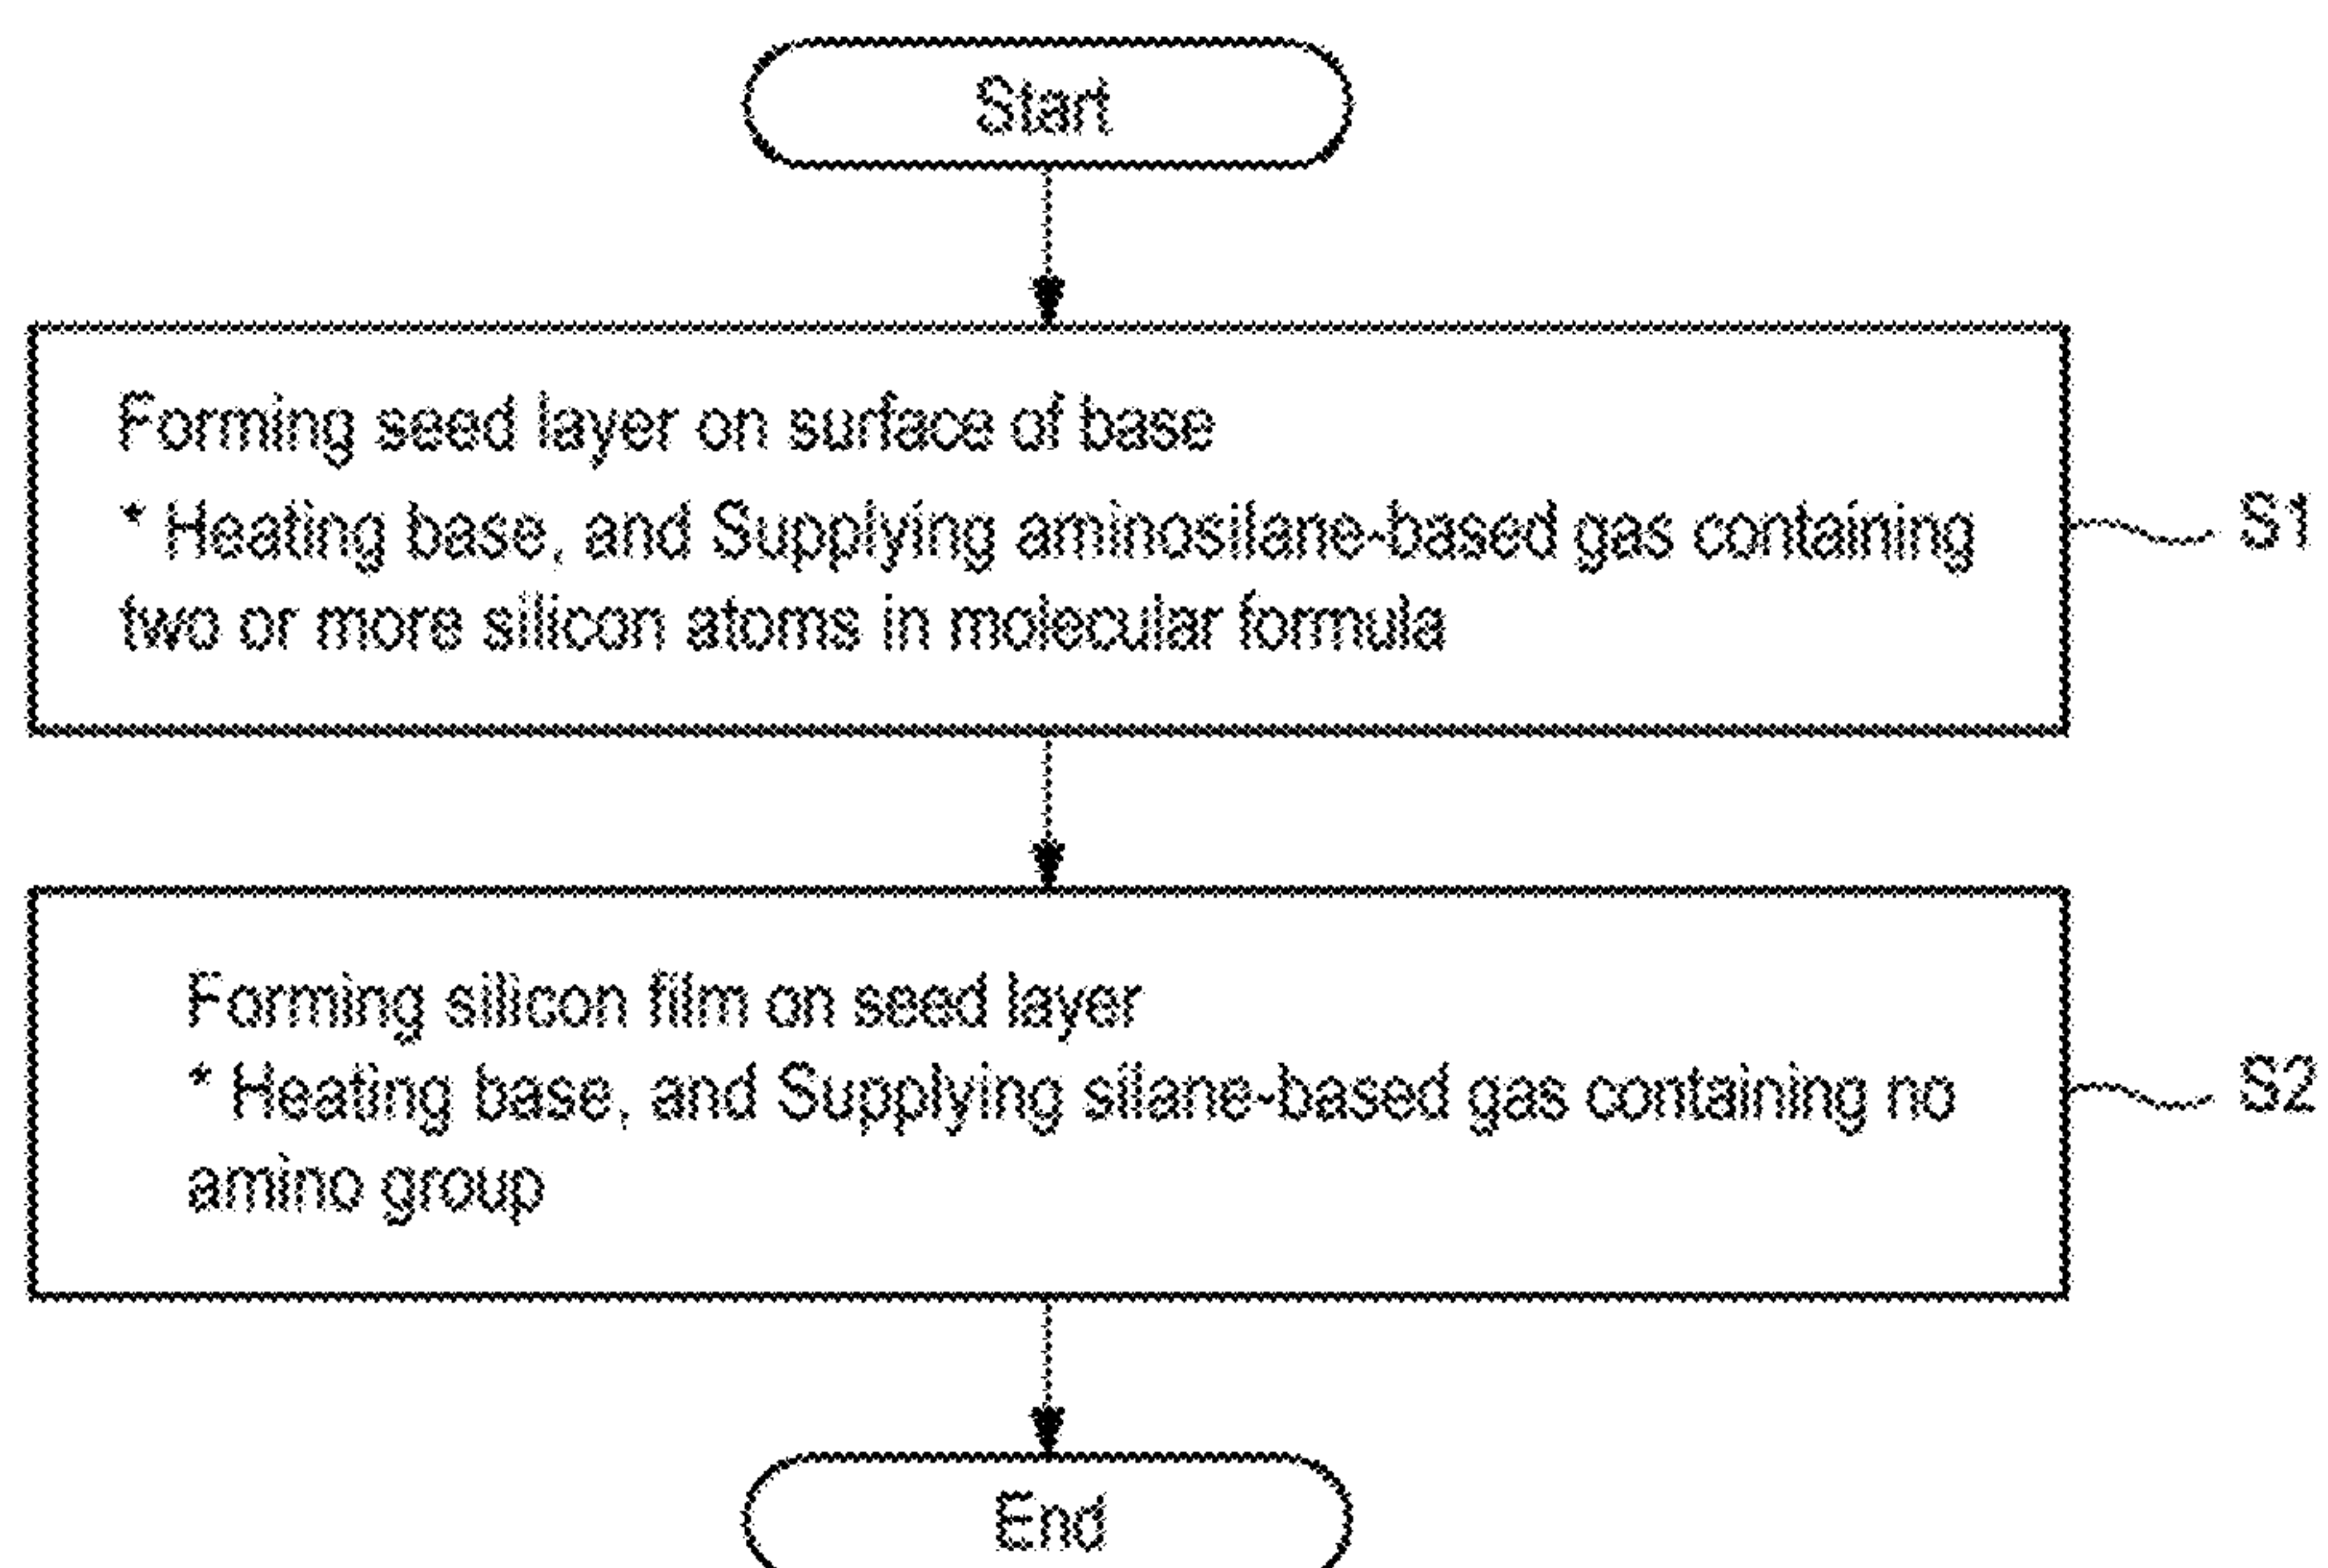 Start
Forming seed layer on surface of base
* Heating base, and Supplying aminosilane-based gas containing
two or more silicon atoms in molecular formula
S1
Forming silicon film on seed layer
* Heating base, and Supplying silane-based gas containing no
amino group
S2
End